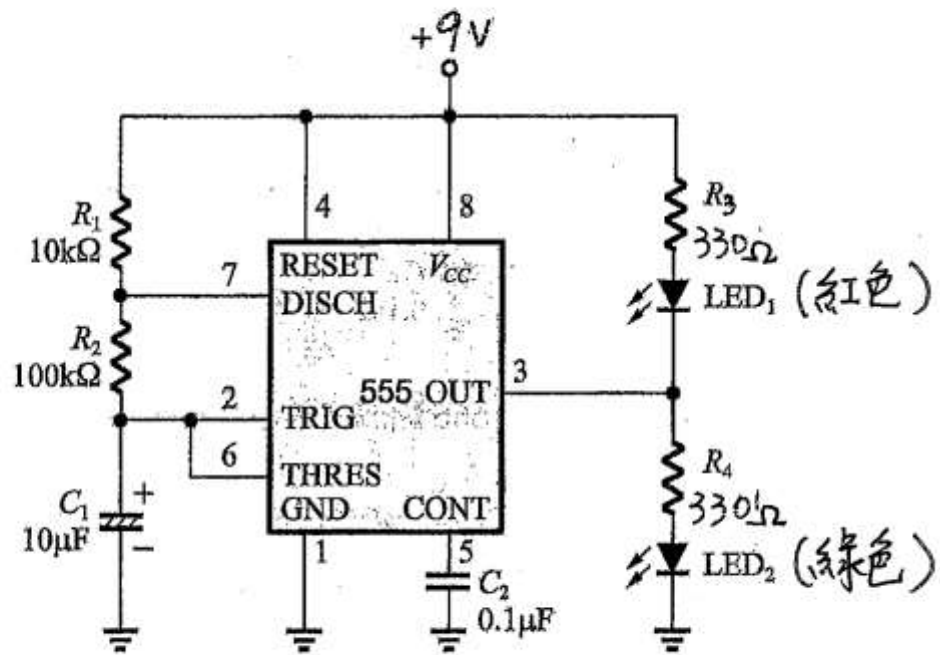 +9V
R₁
10kΩ
R₂
100kΩ
C₁
+
10μF
−
4
8
7
2
6
3
1
5
RESET
V_CC
DISCH
555 OUT
TRIG
THRES
GND
CONT
C₂
0.1μF
R₃
330Ω
LED₁ (紅色)
R₄
330Ω
LED₂ (綠色)